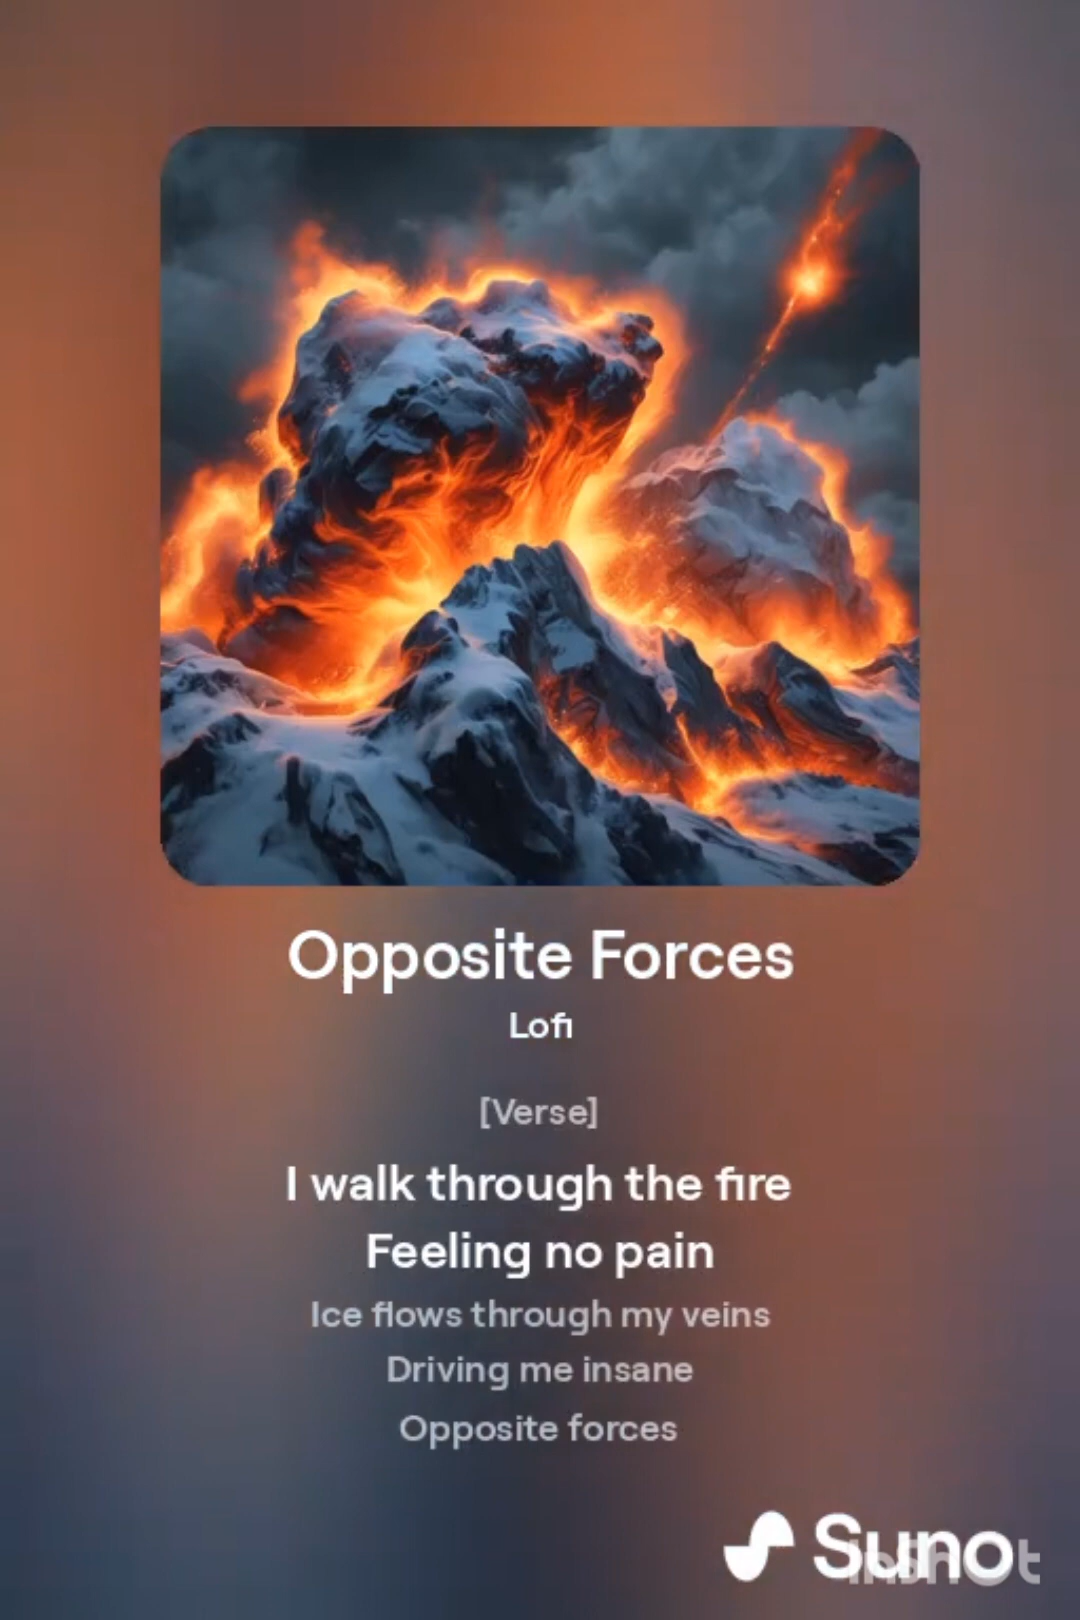 Opposite Forces
Lofi
[Verse]
I walk through the fire
Feeling no pain
Ice flows through my veins
Driving me insane
Opposite forces
Suno
InShot